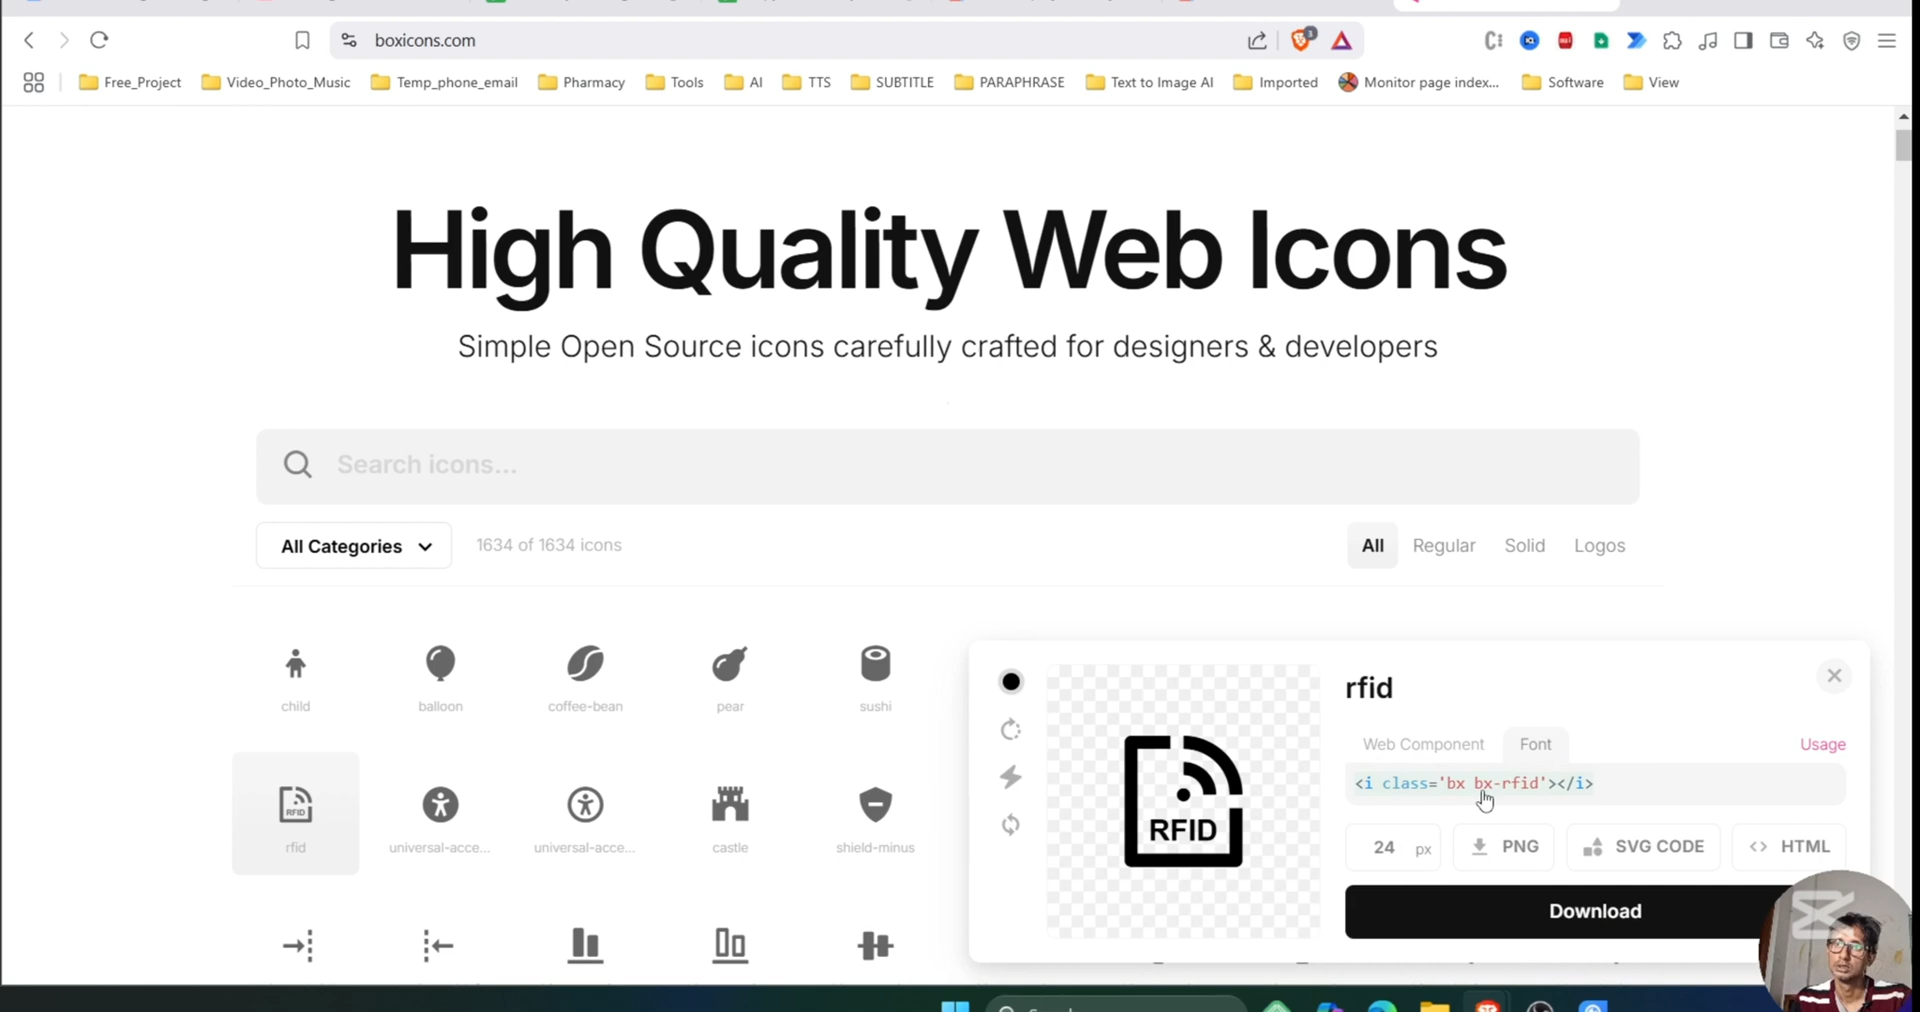 boxicons.com
1
Free_Project
Video_Photo_Music
Temp_phone_email
Pharmacy
Tools
AI
TTS
SUBTITLE
PARAPHRASE
Text to Image AI
Imported
Monitor page index...
Software
View
High Quality Web Icons
Simple Open Source icons carefully crafted for designers & developers
Search icons...
All Categories
1634 of 1634 icons
All
Regular
Solid
Logos
child
balloon
coffee-bean
pear
sushi
RFID
rfid
universal-acce...
universal-acce...
castle
shield-minus
RFID
rfid
Web Component
Font
Usage
<i class='bx bx-rfid'></i>
24 px
PNG
SVG CODE
<> HTML
Download